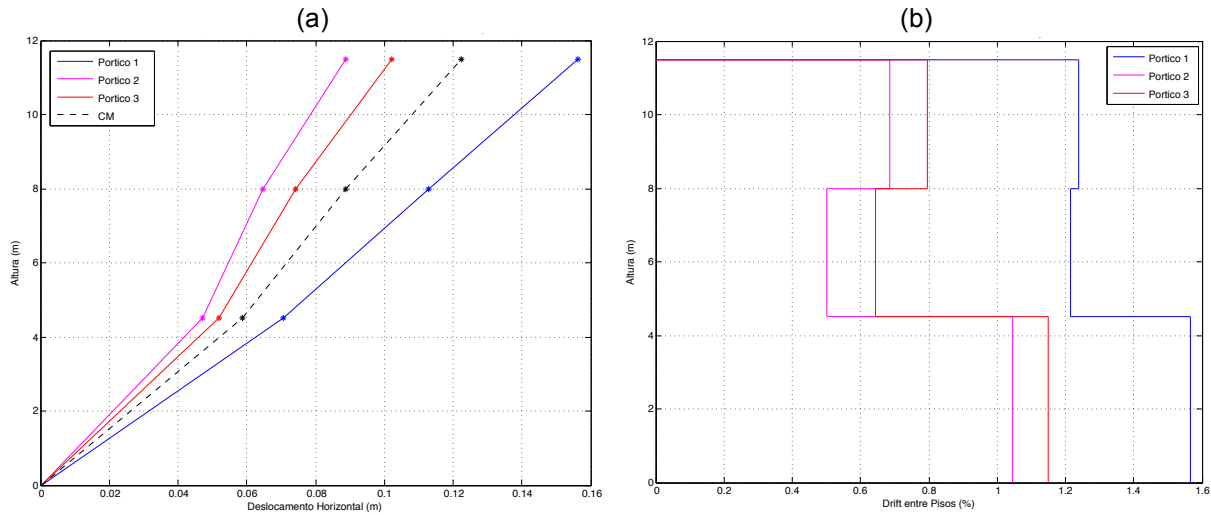 (a)
12
10
8
6
4
2
0
Altura (m)
Portico 1
Portico 2
Portico 3
CM
0
0.02
0.04
0.06
0.08
0.1
0.12
0.14
0.16
Deslocamento Horizontal (m)
(b)
12
10
8
6
4
2
0
Altura (m)
Portico 1
Portico 2
Portico 3
0
0.2
0.4
0.6
0.8
1
1.2
1.4
1.6
Drift entre Pisos (%)